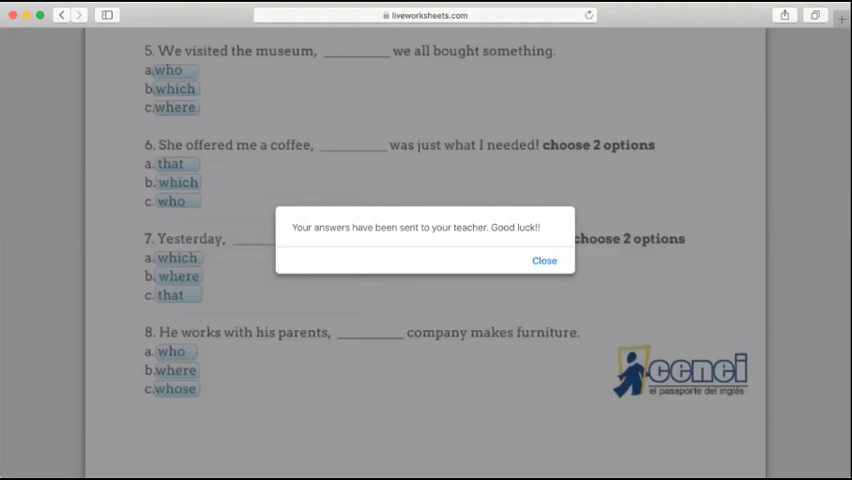 liveworksheets.com
5. We visited the museum, __________ we all bought something.
a.who
b.which
c.where
6. She offered me a coffee, __________ was just what I needed! choose 2 options
a. that
b. which
c. who
Your answers have been sent to your teacher. Good luck!!
Close
7. Yesterday, ______ choose 2 options
a. which
b. where
c. that
8. He works with his parents, __________ company makes furniture.
a. who
b.where
c.whose
cenei
el pasaporte del inglés